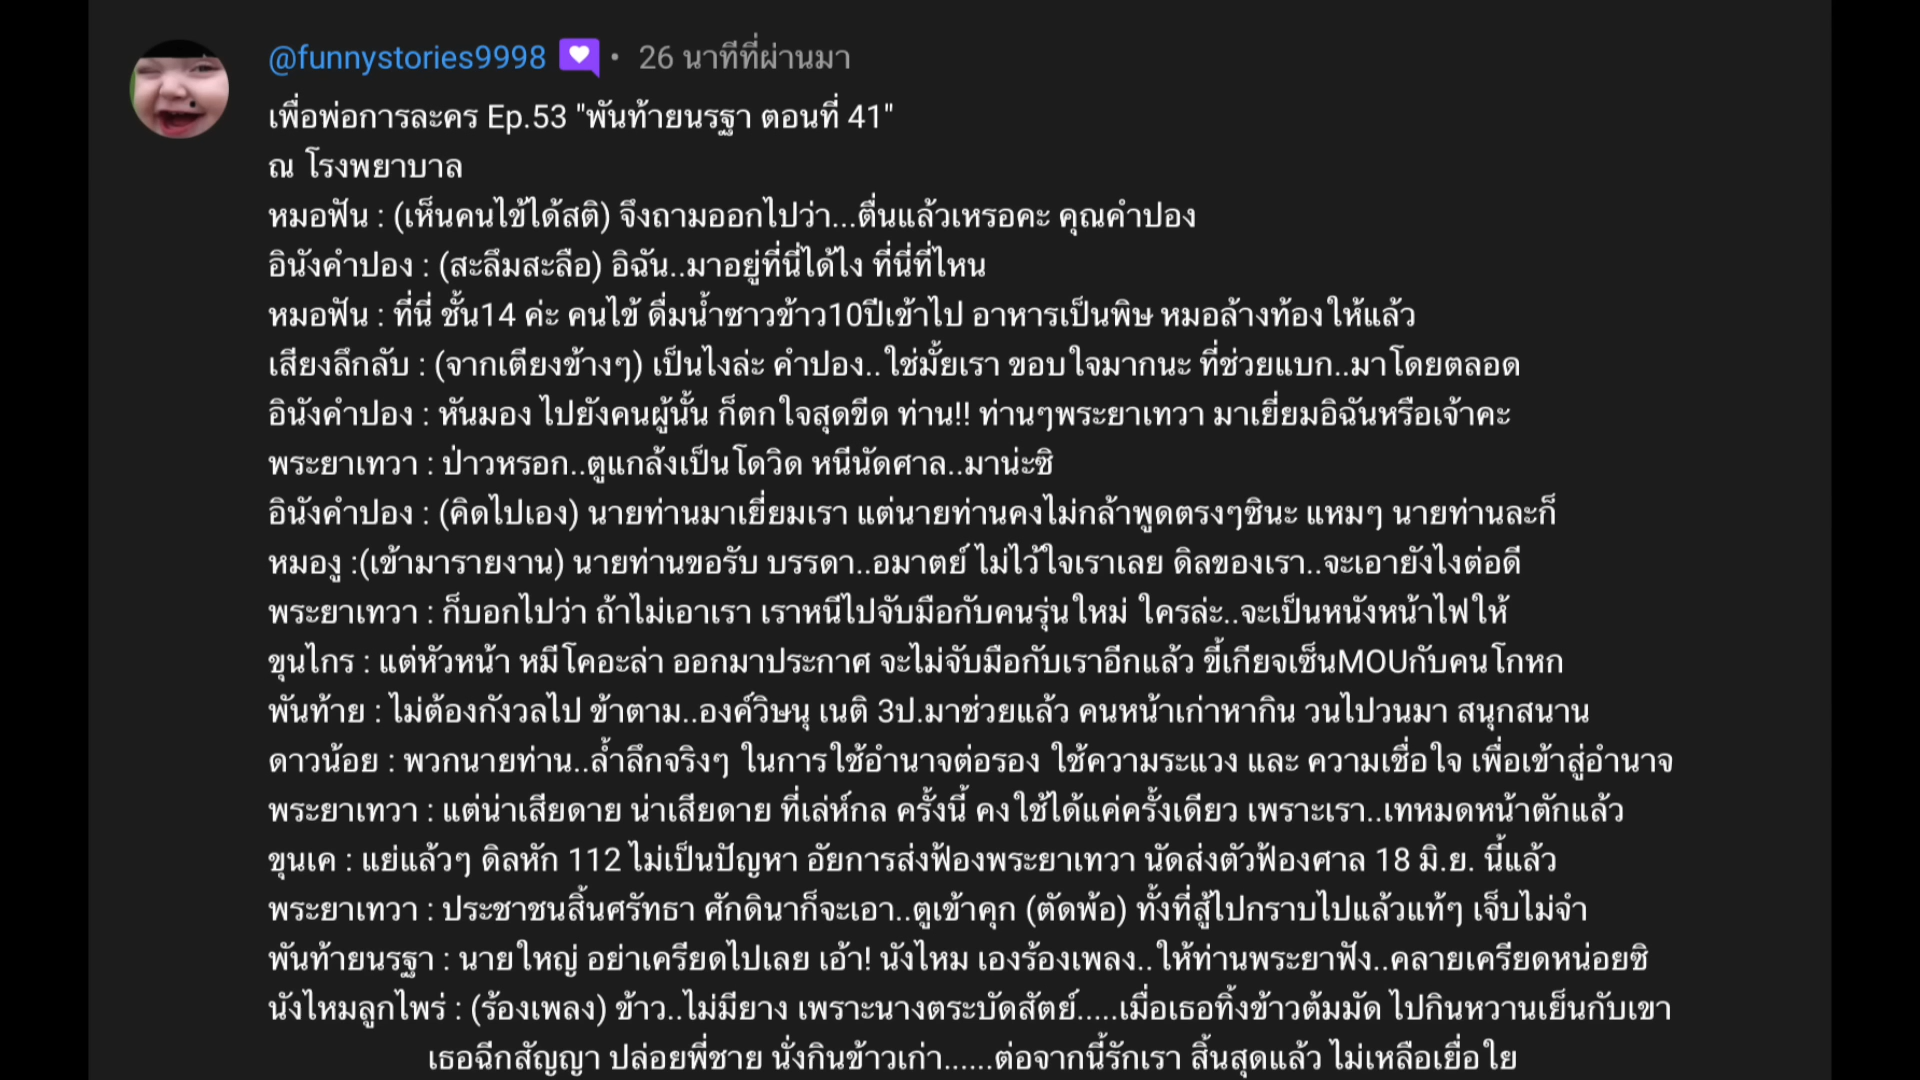 @funnystories9998 • 26 นาทีที่ผ่านมา
เพื่อพ่อการละคร Ep.53 "พันท้ายนรฐา ตอนที่ 41"
ณ โรงพยาบาล
หมอฟัน : (เห็นคนไข้ได้สติ) จึงถามออกไปว่า...ตื่นแล้วเหรอคะ คุณคำปอง
อินังคำปอง : (สะลึมสะลือ) อิฉัน..มาอยู่ที่นี่ได้ไง ที่นี่ที่ไหน
หมอฟัน : ที่นี่ ชั้น14 ค่ะ คนไข้ ดื่มน้ำซาวข้าว10ปีเข้าไป อาหารเป็นพิษ หมอล้างท้องให้แล้ว
เสียงลึกลับ : (จากเตียงข้างๆ) เป็นไงล่ะ คำปอง..ใช่มั้ยเรา ขอบใจมากนะ ที่ช่วยแบก..มาโดยตลอด
อินังคำปอง : หันมอง ไปยังคนผู้นั้น ก็ตกใจสุดขีด ท่าน!! ท่านๆพระยาเทวา มาเยี่ยมอิฉันหรือเจ้าคะ
พระยาเทวา : ป่าวหรอก..ตูแกล้งเป็นโดวิด หนีนัดศาล..มาน่ะซิ
อินังคำปอง : (คิดไปเอง) นายท่านมาเยี่ยมเรา แต่นายท่านคงไม่กล้าพูดตรงๆซินะ แหมๆ นายท่านละก็
หมองู :(เข้ามารายงาน) นายท่านขอรับ บรรดา..อมาตย์ ไม่ไว้ใจเราเลย ดิลของเรา..จะเอายังไงต่อดี
พระยาเทวา : ก็บอกไปว่า ถ้าไม่เอาเรา เราหนีไปจับมือกับคนรุ่นใหม่ ใครล่ะ..จะเป็นหนังหน้าไฟให้
ขุนไกร : แต่หัวหน้า หมีโคอะล่า ออกมาประกาศ จะไม่จับมือกับเราอีกแล้ว ขี้เกียจเซ็นMOUกับคนโกหก
พันท้าย : ไม่ต้องกังวลไป ข้าตาม..องค์วิษนุ เนติ 3ป.มาช่วยแล้ว คนหน้าเก่าหากิน วนไปวนมา สนุกสนาน
ดาวน้อย : พวกนายท่าน..ล้ำลึกจริงๆ ในการใช้อำนาจต่อรอง ใช้ความระแวง และ ความเชื่อใจ เพื่อเข้าสู่อำนาจ
พระยาเทวา : แต่น่าเสียดาย น่าเสียดาย ที่เล่ห์กล ครั้งนี้ คงใช้ได้แค่ครั้งเดียว เพราะเรา..เทหมดหน้าตักแล้ว
ขุนเค : แย่แล้วๆ ดิลหัก 112 ไม่เป็นปัญหา อัยการส่งฟ้องพระยาเทวา นัดส่งตัวฟ้องศาล 18 มิ.ย. นี้แล้ว
พระยาเทวา : ประชาชนสิ้นศรัทธา ศักดินาก็จะเอา..ตูเข้าคุก (ตัดพ้อ) ทั้งที่สู้ไปกราบไปแล้วแท้ๆ เจ็บไม่จำ
พันท้ายนรฐา : นายใหญ่ อย่าเครียดไปเลย เอ้า! นังไหม เองร้องเพลง..ให้ท่านพระยาฟัง..คลายเครียดหน่อยซิ
นังไหมลูกไพร่ : (ร้องเพลง) ข้าว..ไม่มียาง เพราะนางตระบัดสัตย์.....เมื่อเธอทิ้งข้าวต้มมัด ไปกินหวานเย็นกับเขา
เธอฉีกสัญญา ปล่อยพี่ชาย นั่งกินข้าวเก่า......ต่อจากนี้รักเรา สิ้นสุดแล้ว ไม่เหลือเยื่อใย